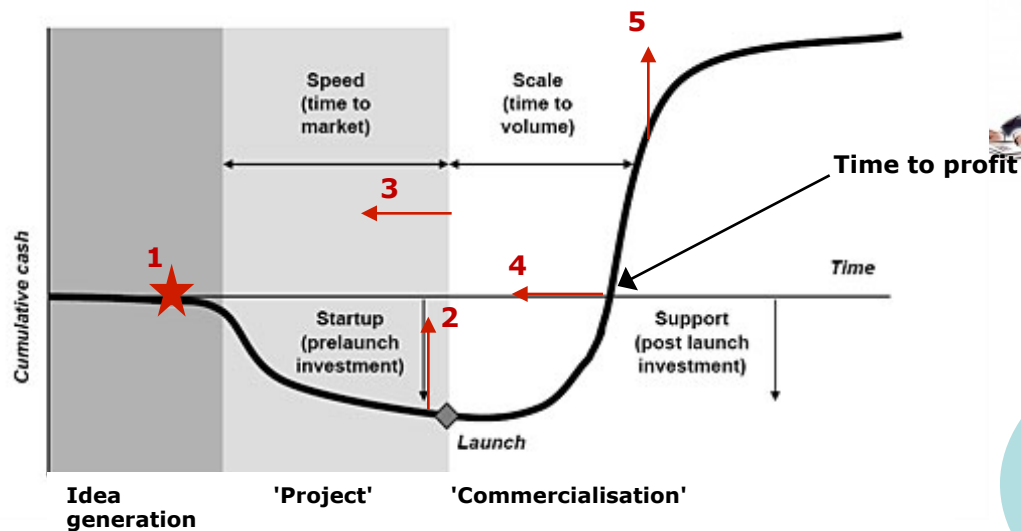 5
Speed
(time to
market)
Scale
(time to
volume)
Time to profit
3
1
4
Time
Cumulative cash
2
Startup
(prelaunch
investment)
Support
(post launch
investment)
Launch
Idea
generation
'Project'
'Commercialisation'